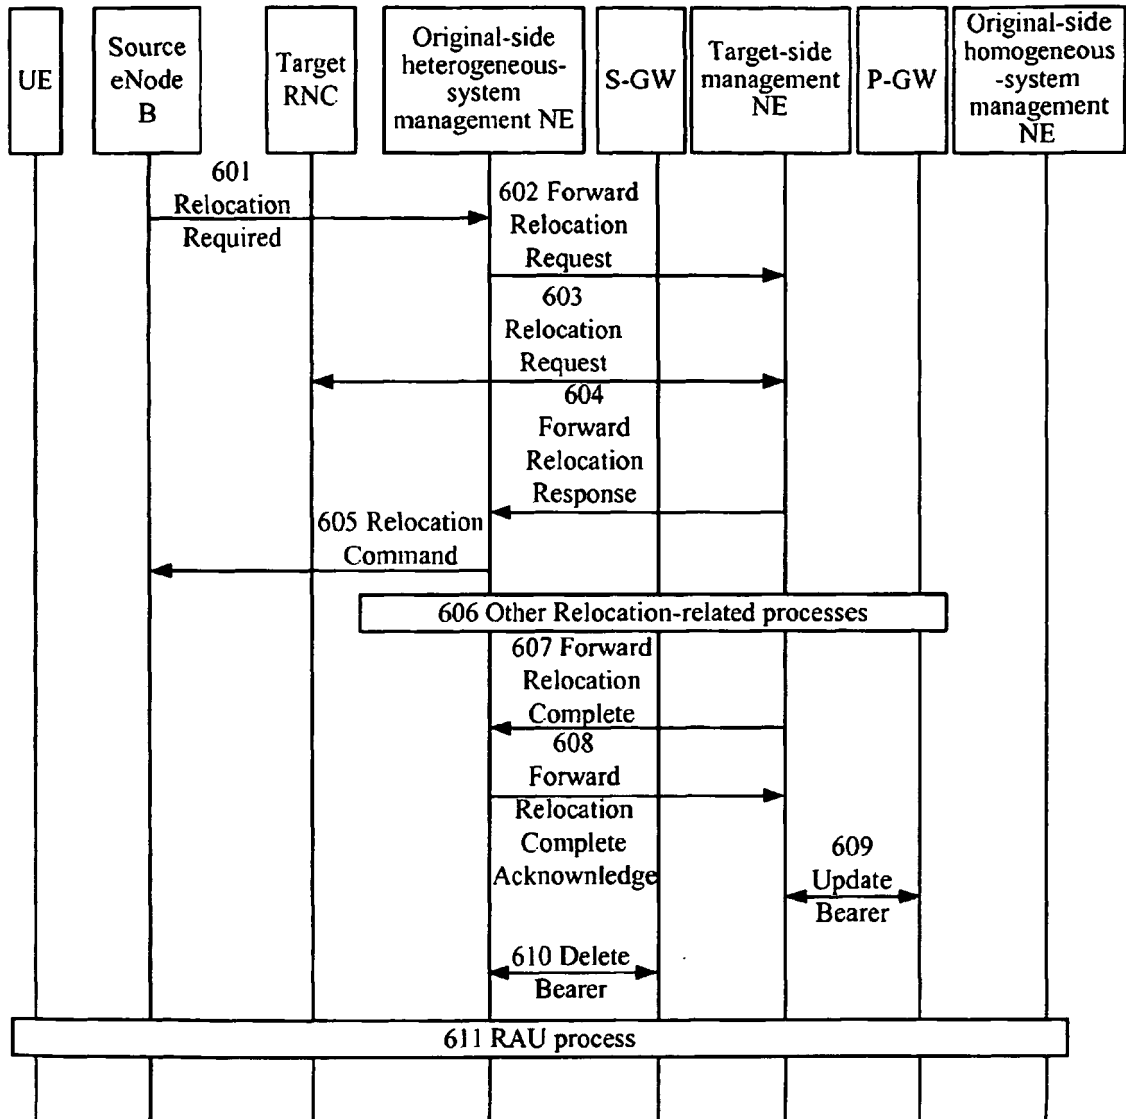 UE
Source
eNode
B
Target
RNC
Original-side
heterogeneous-
system
management NE
S-GW
Target-side
management
NE
P-GW
Original-side
homogeneous
-system
management
NE
601
Relocation
Required
602 Forward
Relocation
Request
603
Relocation
Request
604
Forward
Relocation
Response
605 Relocation
Command
606 Other Relocation-related processes
607 Forward
Relocation
Complete
608
Forward
Relocation
Complete
Acknownledge
609
Update
Bearer
610 Delete
Bearer
611 RAU process